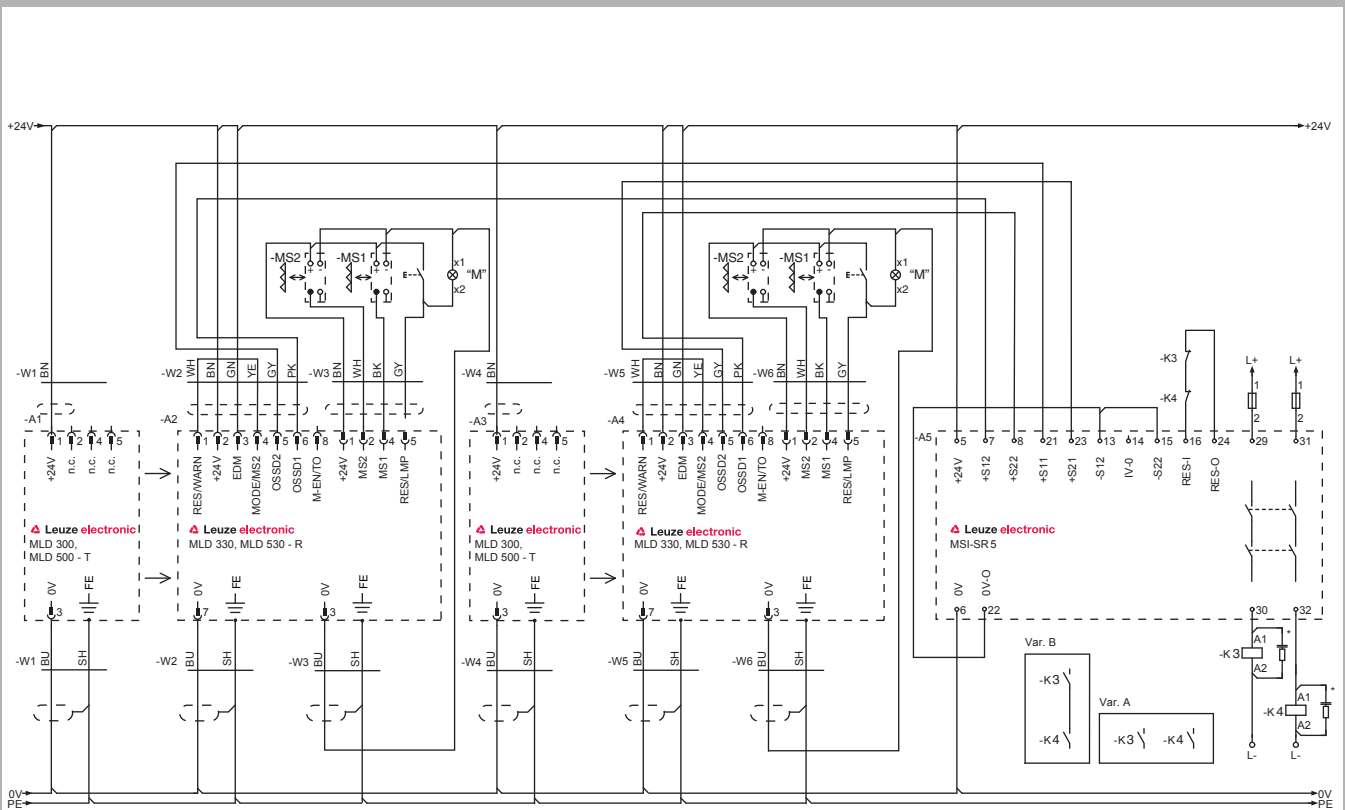 +24V
+24V
-MS2
-MS1
+ -
+ -
E
x1
x2
"M"
-MS2
-MS1
+ -
+ -
E
x1
x2
"M"
-K3
-K4
L+
L+
1
2
1
2
-W1 BN
-W2 WH BN GN YE GY PK
-W3 BN WH BK GY
-W4 BN
-W5 WH BN GN YE GY PK
-W6 BN WH BK GY
-A1
-A2
-A3
-A4
-A5
1 2 4 5
1 2 3 4 5 6 8 1 2 4 5
1 2 4 5
1 2 3 4 5 6 8 1 2 4 5
5 7 8 21 23 13 14 15 16 24 29 31
+24V n.c. n.c. n.c.
RES/WARN +24V EDM MODE/MS2 OSSD2 OSSD1 M-EN/TO +24V MS2 MS1 RES/LMP
+24V n.c. n.c. n.c.
RES/WARN +24V EDM MODE/MS2 OSSD2 OSSD1 M-EN/TO +24V MS2 MS1 RES/LMP
+24V +S12 +S22 +S11 +S21 -S12 IV-0 -S22 RES-I RES-O
Leuze electronic
MLD 300,
MLD 500 - T
Leuze electronic
MLD 330, MLD 530 - R
Leuze electronic
MLD 300,
MLD 500 - T
Leuze electronic
MLD 330, MLD 530 - R
Leuze electronic
MSI-SR5
0V FE
0V FE 0V
0V FE
0V FE 0V
0V 0V-O
3
7
3
3
7
3
6 22 30 32
-W1 BU SH
-W2 BU SH
-W3 BU SH
-W4 BU SH
-W5 BU SH
-W6 BU SH
Var. B
-K3
-K4
Var. A
-K3 -K4
-K3
A1
A2
*
-K4
A1
A2
*
L-
L-
0V
PE
0V
PE